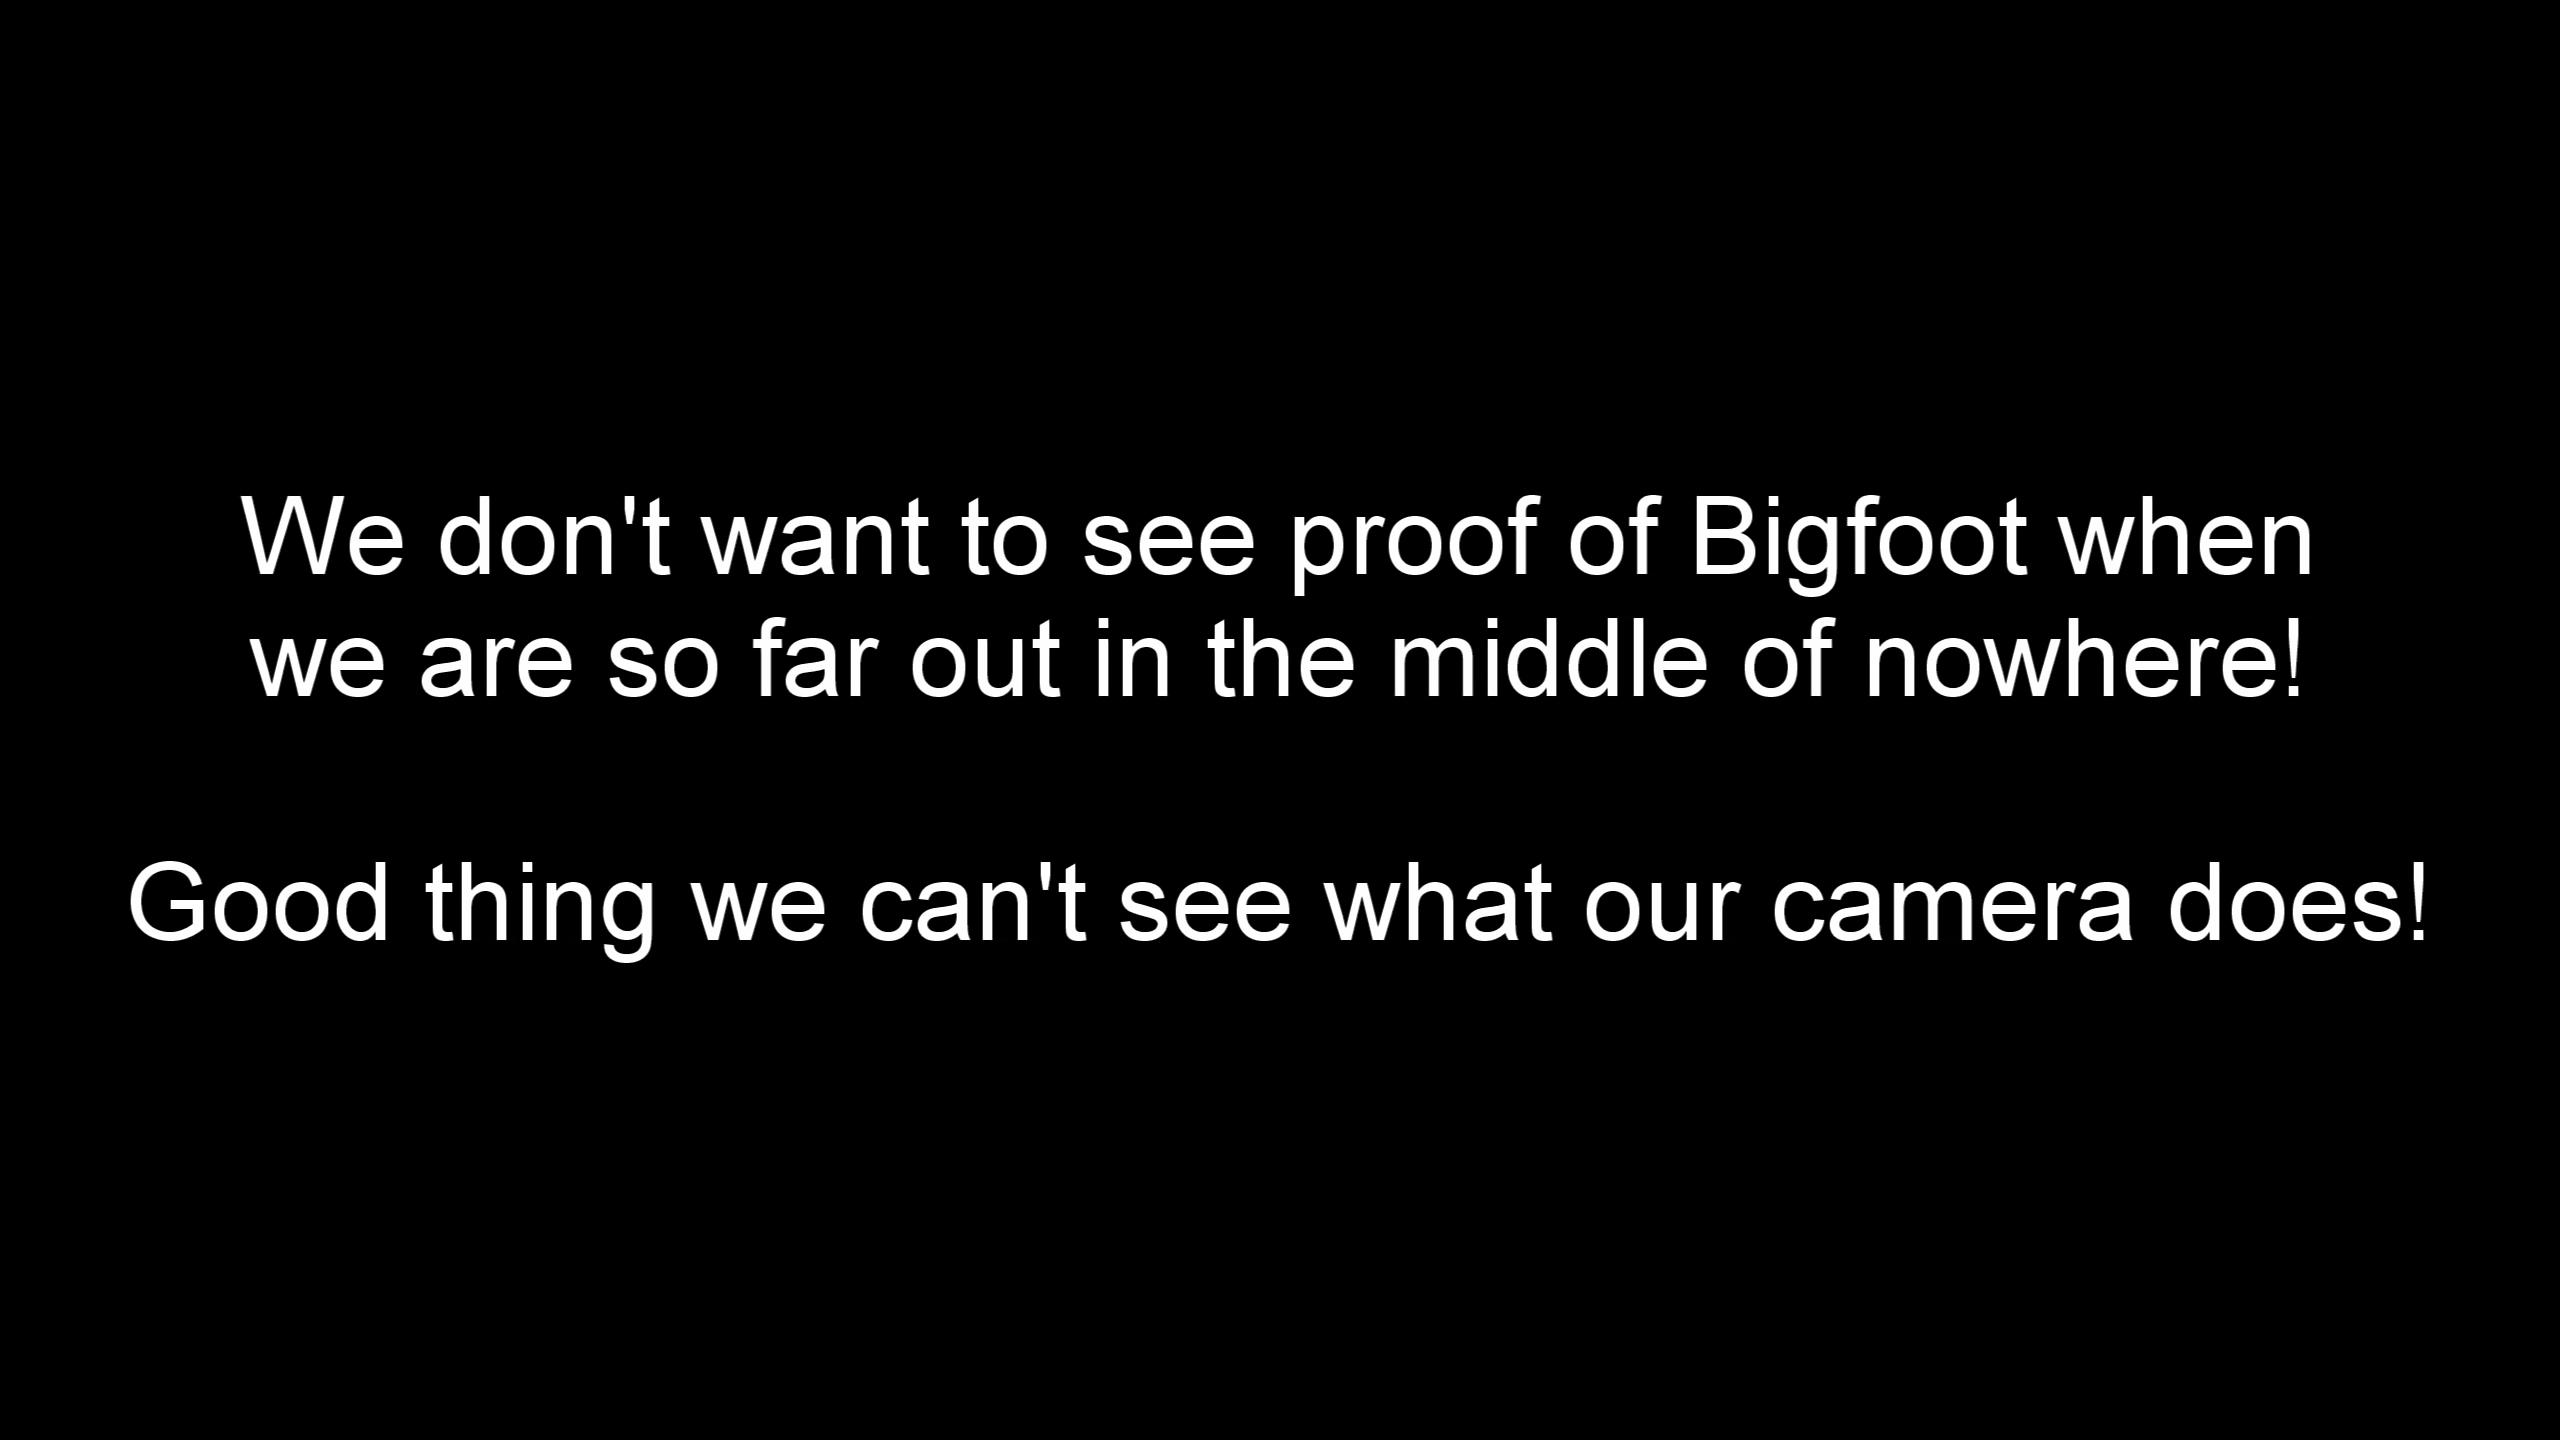 We don't want to see proof of Bigfoot when
we are so far out in the middle of nowhere!
Good thing we can't see what our camera does!